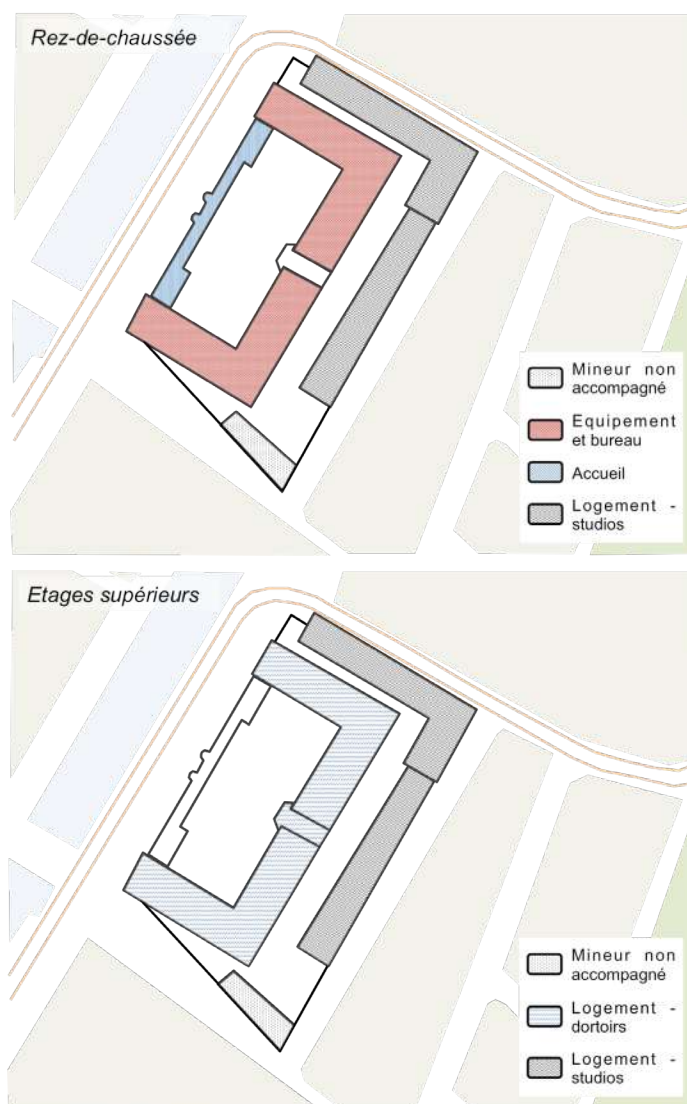 Rez-de-chaussée
Mineur non
accompagné
Equipement
et bureau
Accueil
Logement -
studios
Etages supérieurs
Mineur non
accompagné
Logement -
dortoirs
Logement -
studios